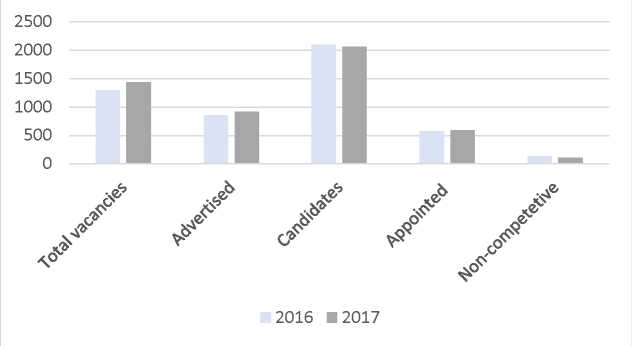 2500
2000
1500
1000
500
0
Total vacancies
Advertised
Candidates
Appointed
Non-competetive
2016 2017